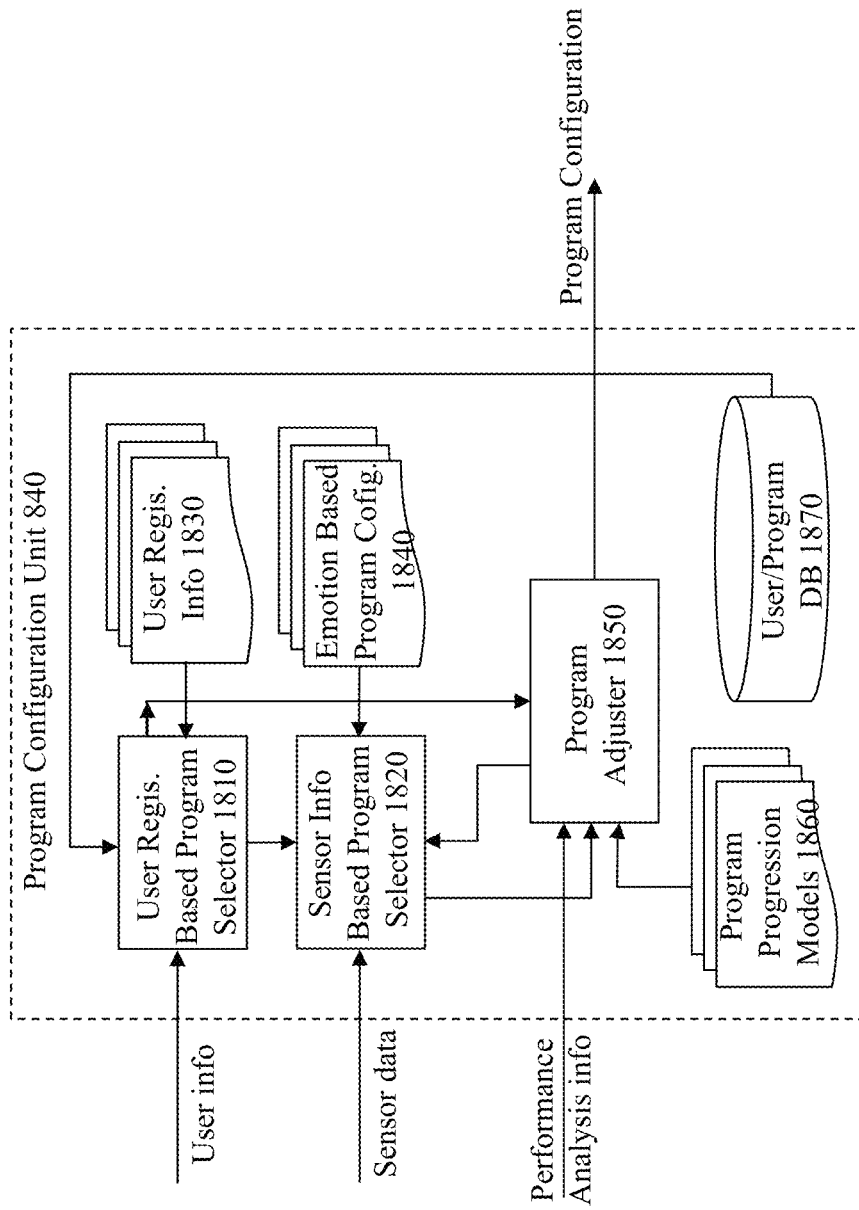 Program Configuration Unit 840
User info
User Regis.
Based Program
Selector 1810
User Regis.
Info 1830
Sensor data
Sensor Info
Based Program
Selector 1820
Emotion Based
Program Cofig.
1840
Performance
Analysis info
Program
Adjuster 1850
Program Configuration
Program
Progression
Models 1860
User/Program
DB 1870